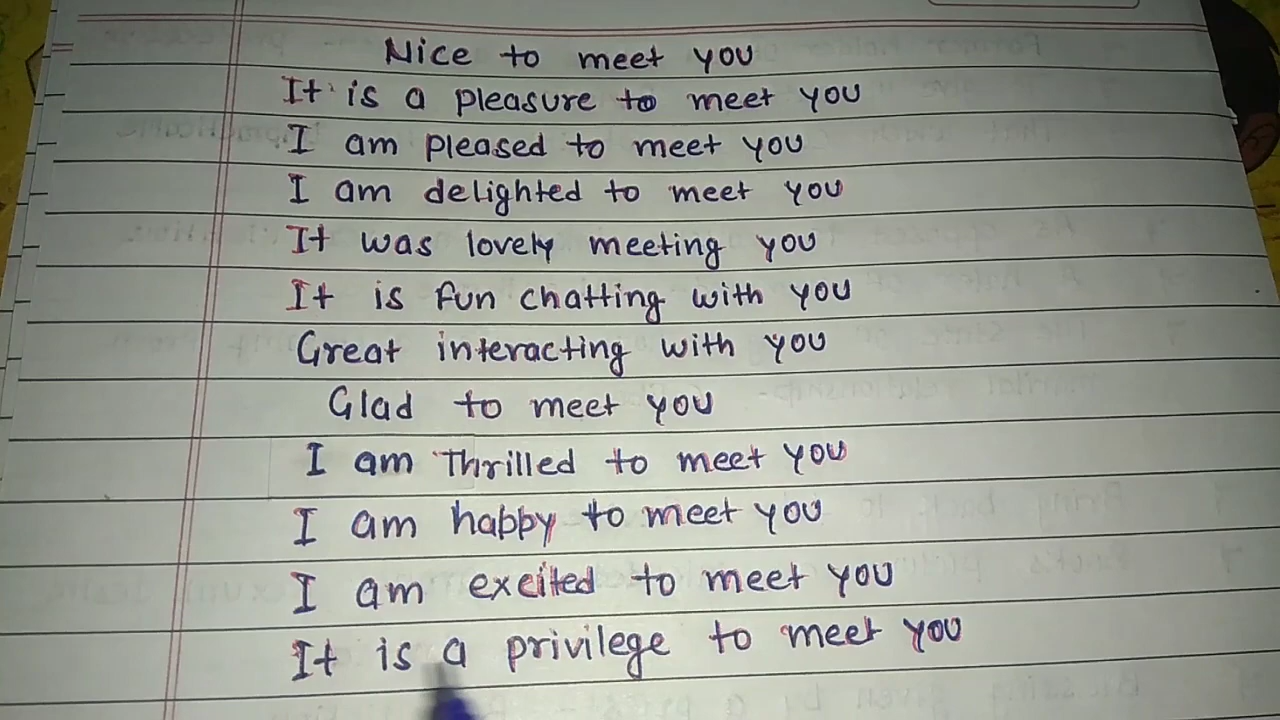 Nice to meet you
It is a pleasure to meet you
I am pleased to meet you
I am delighted to meet you
It was lovely meeting you
It is fun chatting with you
Great interacting with you
Glad to meet you
I am Thrilled to meet you
I am happy to meet you
I am excited to meet you
It is a privilege to meet you